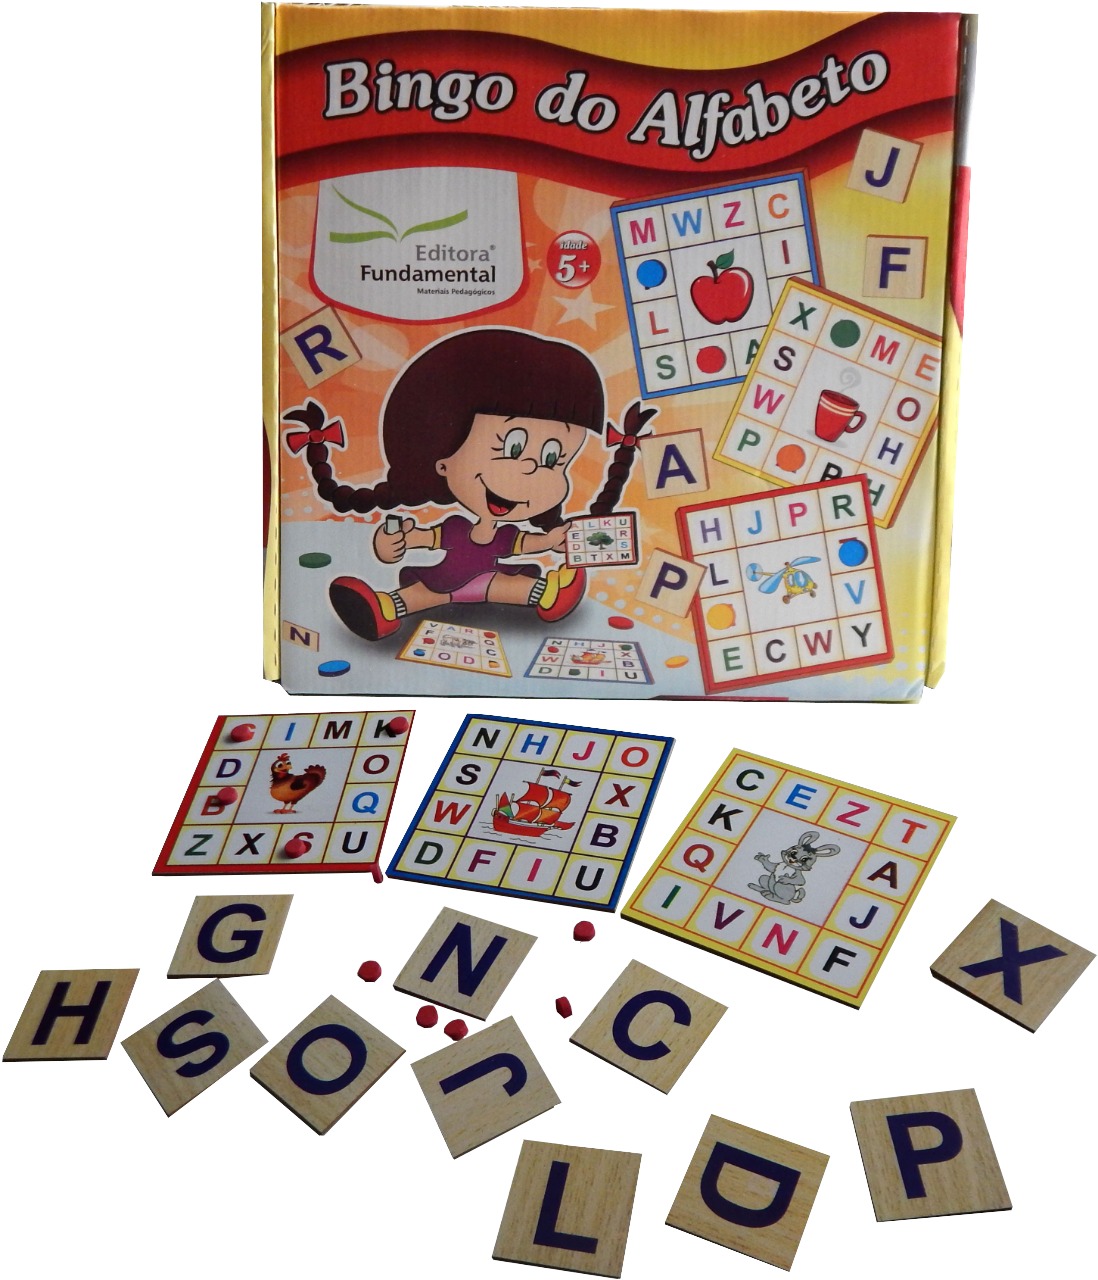 Bingo do Alfabeto
Editora®
Fundamental
Materiais Pedagógicos
idade
5+
J
F
R
A
P
N
M W Z C
I
L
S A
X M E
S O
W H
P B H
H J P R
L
V
E C W Y
A L K U
E R
D S
B T X M
V A R
F Q
C
O D
N H J
W X
B
D I U
G I M K
D O
B Q
Z X S U
N H J O
S X
W B
D F I U
C E Z T
K A
Q J
I V N F
G
N
X
H
S
O
J
C
L
D
P